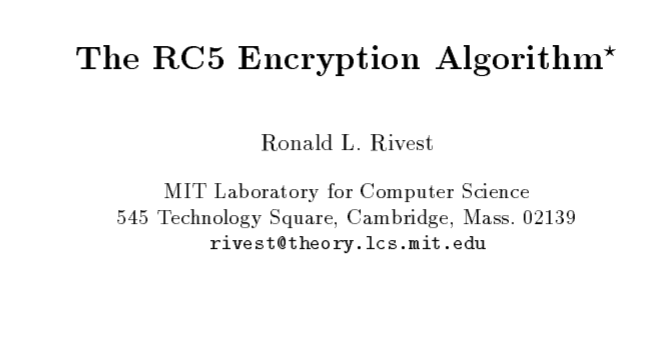 The RC5 Encryption Algorithm*
Ronald L. Rivest
MIT Laboratory for Computer Science
545 Technology Square, Cambridge, Mass. 02139
rivest@theory.lcs.mit.edu